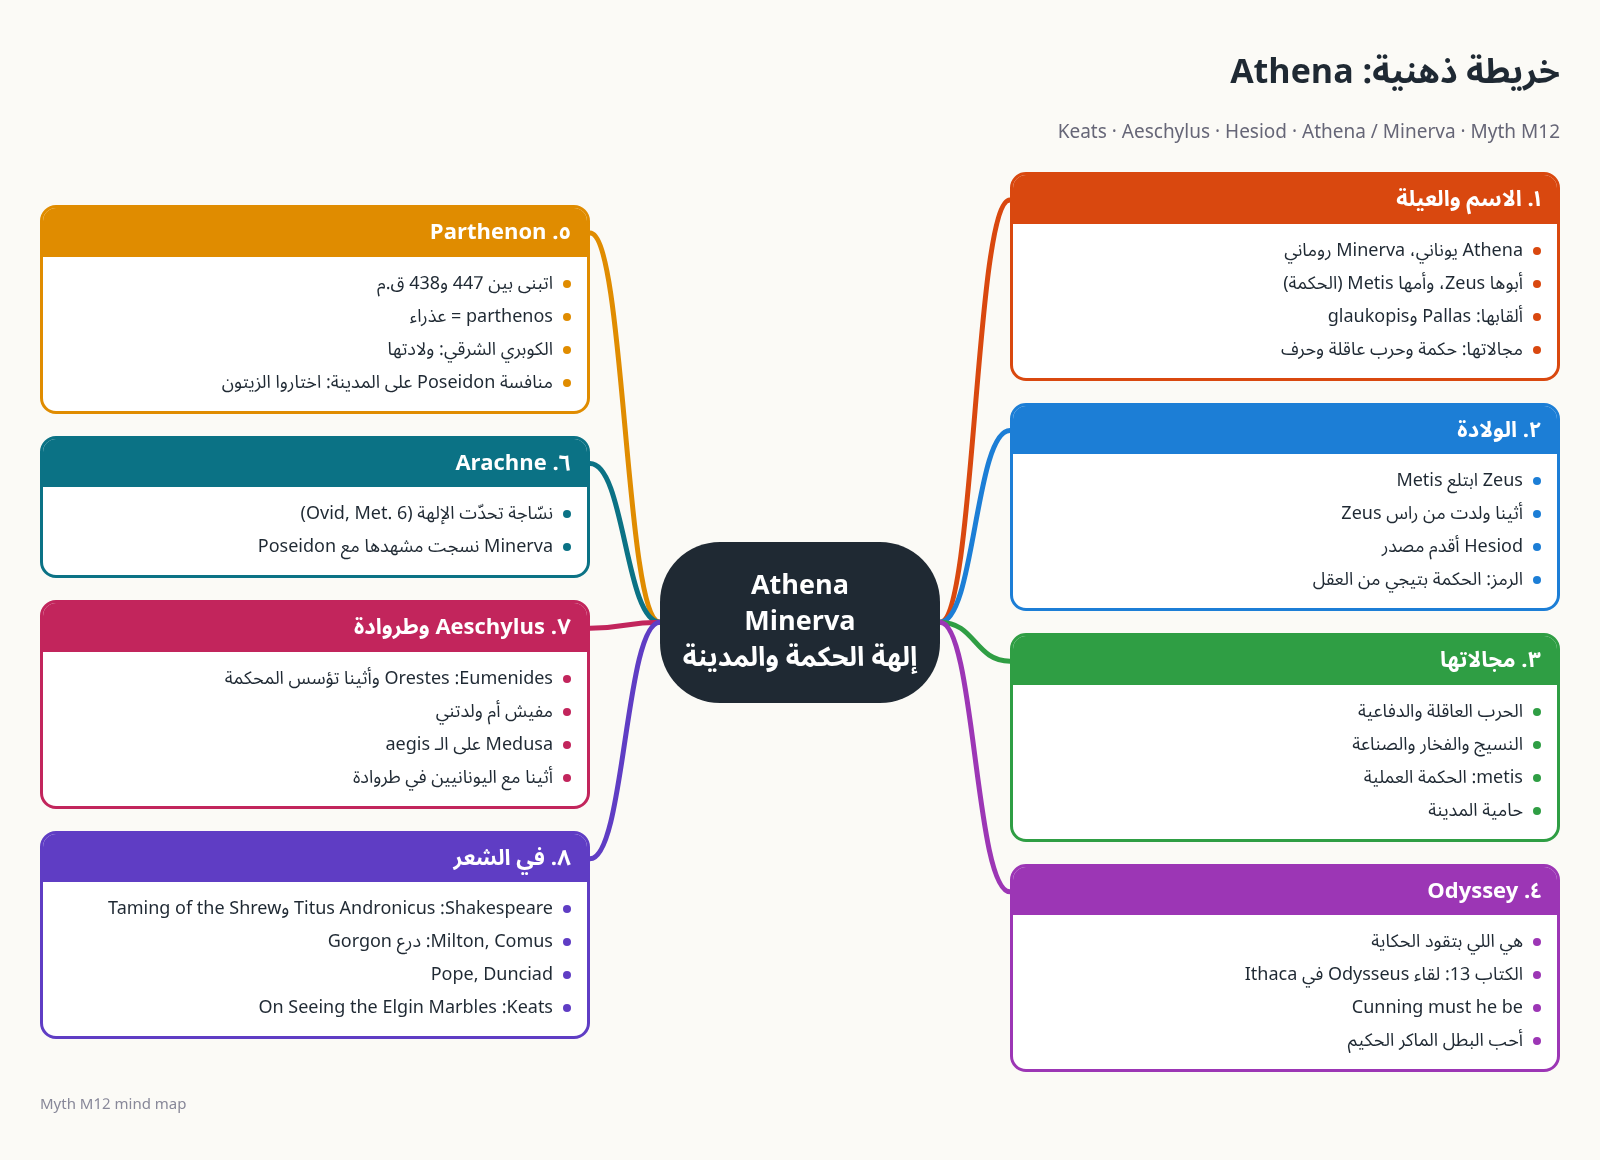 خريطة ذهنية: Athena
Keats · Aeschylus · Hesiod · Athena / Minerva · Myth M12
١. الاسم والعيلة
Athena يوناني، Minerva روماني
أبوها Zeus، وأمها Metis (الحكمة)
ألقابها: Pallas وglaukopis
مجالاتها: حكمة وحرب عاقلة وحرف
٢. الولادة
Zeus ابتلع Metis
أثينا ولدت من راس Zeus
Hesiod أقدم مصدر
الرمز: الحكمة بتيجي من العقل
٣. مجالاتها
الحرب العاقلة والدفاعية
النسيج والفخار والصناعة
metis: الحكمة العملية
حامية المدينة
٤. Odyssey
هي اللي بتقود الحكاية
الكتاب 13: لقاء Odysseus في Ithaca
Cunning must he be
أحب البطل الماكر الحكيم
Athena
Minerva
إلهة الحكمة والمدينة
٥. Parthenon
اتبنى بين 447 و438 ق.م
parthenos = عذراء
الكوبري الشرقي: ولادتها
منافسة Poseidon على المدينة: اختاروا الزيتون
٦. Arachne
نسّاجة تحدّت الإلهة (Ovid, Met. 6)
Minerva نسجت مشهدها مع Poseidon
٧. Aeschylus وطروادة
Eumenides: Orestes وأثينا تؤسس المحكمة
مفيش أم ولدتني
Medusa على الـ aegis
أثينا مع اليونانيين في طروادة
٨. في الشعر
Shakespeare: Titus Andronicus وTaming of the Shrew
Milton, Comus: درع Gorgon
Pope, Dunciad
Keats: On Seeing the Elgin Marbles
Myth M12 mind map